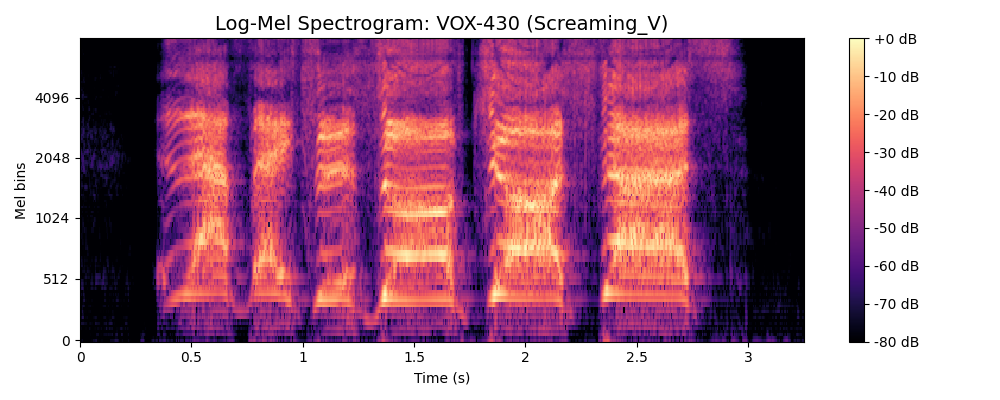 Log-Mel Spectrogram: VOX-430 (Screaming_V)
Mel bins
4096
2048
1024
512
0
0
0.5
1
1.5
2
2.5
3
Time (s)
+0 dB
-10 dB
-20 dB
-30 dB
-40 dB
-50 dB
-60 dB
-70 dB
-80 dB